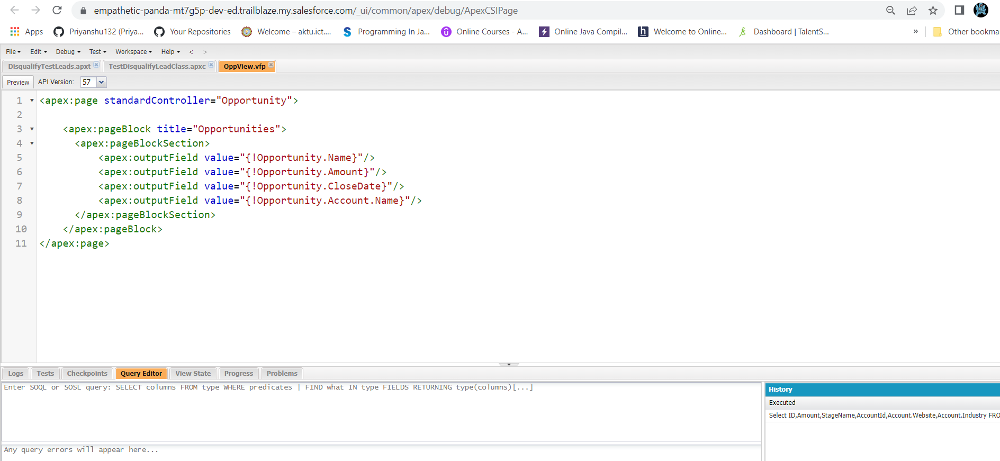 empathetic-panda-mt7g5p-dev-ed.trailblaze.my.salesforce.com/_ui/common/apex/debug/ApexCSIPage
Apps Priyanshu132 (Priya... Your Repositories Welcome – aktu.ict.... Programming In Ja... Online Courses - A... Online Java Compil... Welcome to Online... Dashboard | TalentS... » Other bookma
File Edit Debug Test Workspace Help < >
DisqualifyTestLeads.apxt TestDisqualifyLeadClass.apxc OppView.vfp
Preview API Version: 57
1 <apex:page standardController="Opportunity">
2
3 <apex:pageBlock title="Opportunities">
4 <apex:pageBlockSection>
5 <apex:outputField value="{!Opportunity.Name}"/>
6 <apex:outputField value="{!Opportunity.Amount}"/>
7 <apex:outputField value="{!Opportunity.CloseDate}"/>
8 <apex:outputField value="{!Opportunity.Account.Name}"/>
9 </apex:pageBlockSection>
10 </apex:pageBlock>
11 </apex:page>
Logs Tests Checkpoints Query Editor View State Progress Problems
Enter SOQL or SOSL query: SELECT columns FROM type WHERE predicates | FIND what IN type FIELDS RETURNING type(columns)[...]
History
Executed
Select ID,Amount,StageName,AccountId,Account.Website,Account.Industry FRO
Any query errors will appear here...